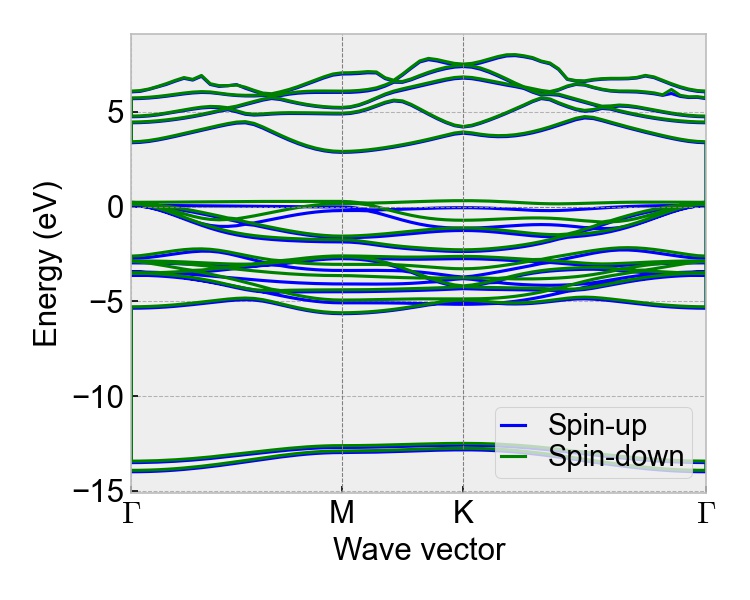 Energy (eV)
5
0
−5
−10
−15
Spin-up
Spin-down
Γ M K Γ
Wave vector